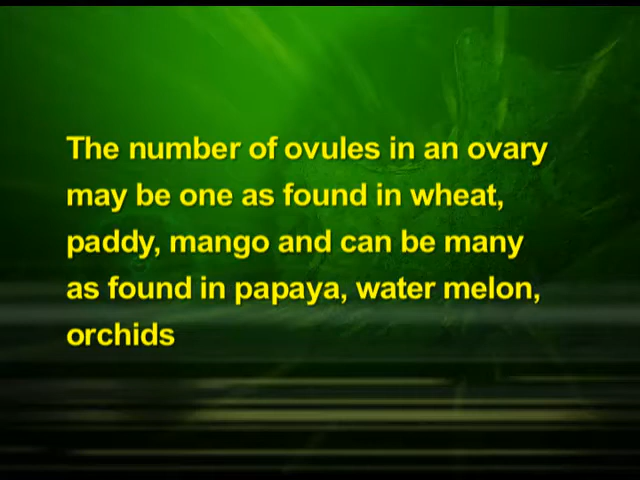 The number of ovules in an ovary
may be one as found in wheat,
paddy, mango and can be many
as found in papaya, water melon,
orchids